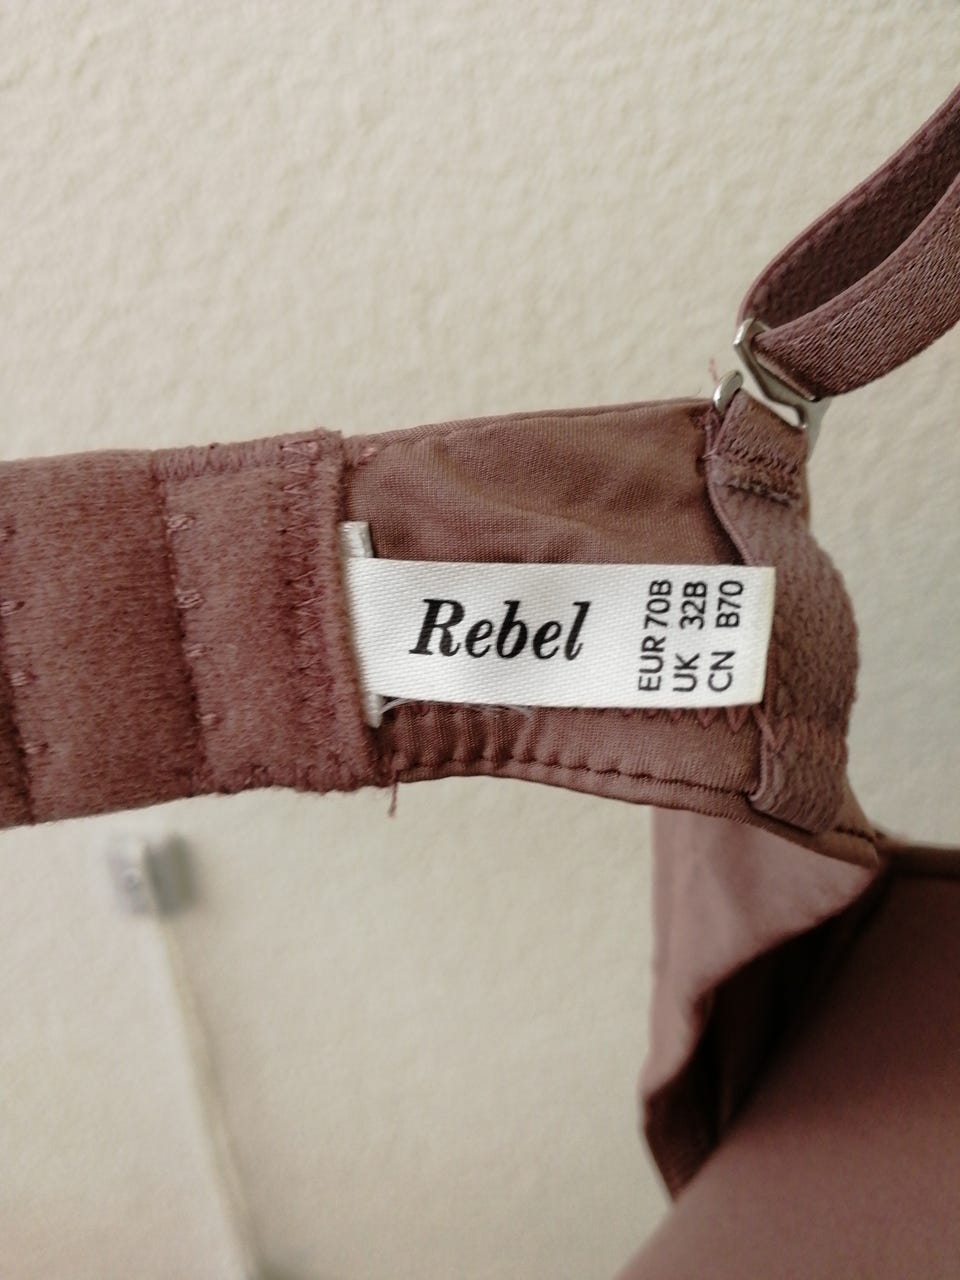 Rebel
EUR 70B
UK 32B
CN B70